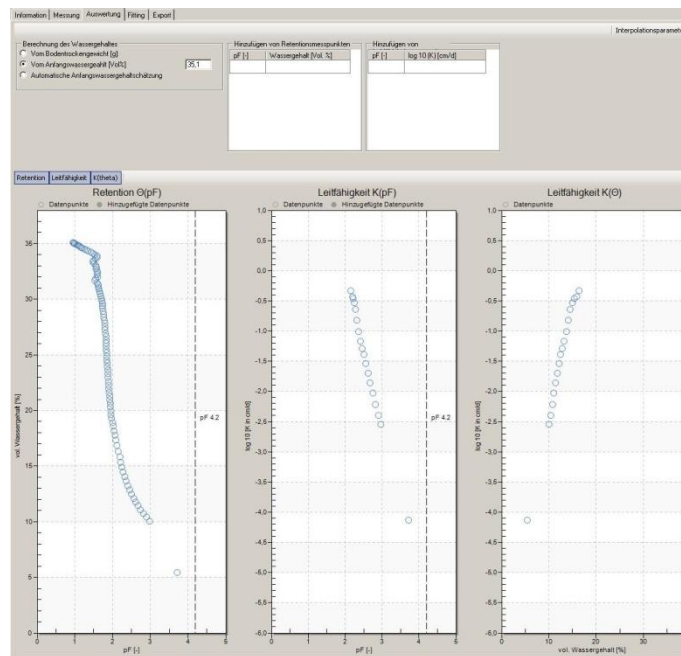 Information Messung Auswertung Fitting Export
Interpolationsparamete
Berechnung des Wassergehaltes
Vom Bodentrockengewicht [g]
Vom Anfangswassergehalt [Vol%] 35,1
Automatische Anfangswassergehaltschätzung
Hinzufügen von Retentionsmesspunkten
pF [-] Wassergehalt [Vol. %]
Hinzufügen von
pF [-] log 10 (K) [cm/d]
Retention Leitfähigkeit K(theta)
Retention Θ(pF)
Datenpunkte Hinzugefügte Datenpunkte
vol. Wassergehalt [%]
36
30
25
20
15
10
5
0
pF 4.2
0 1 2 3 4 5
pF [-]
Leitfähigkeit K(pF)
Datenpunkte Hinzugefügte Datenpunkte
log 10 [K in cm/d]
1,0
0,5
0,0
-0,5
-1,0
-1,5
-2,0
-2,5
-3,0
-3,5
-4,0
-4,5
-5,0
-5,5
-6,0
pF 4.2
0 1 2 3 4 5
pF [-]
Leitfähigkeit K(Θ)
Datenpunkte Hinzugefügte Datenpunkte
log 10 [K in cm/d]
1,0
0,5
0,0
-0,5
-1,0
-1,5
-2,0
-2,5
-3,0
-3,5
-4,0
-4,5
-5,0
-5,5
-6,0
0 10 20 30
vol. Wassergehalt [%]